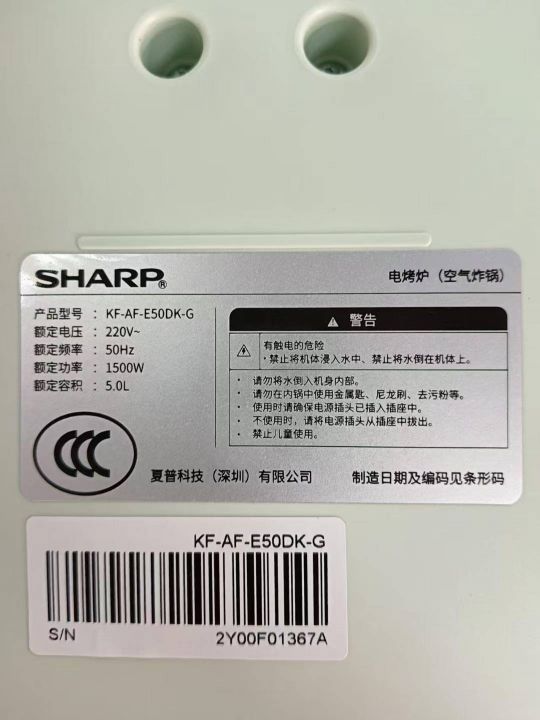 SHARP®
电烤炉（空气炸锅）
产品型号 : KF-AF-E50DK-G
额定电压 : 220V~
额定频率 : 50Hz
额定功率 : 1500W
额定容积 : 5.0L
警告
有触电的危险
·禁止将机体浸入水中、禁止将水倒在机体上。
· 请勿将水倒入机身内部。
· 请勿在内锅中使用金属匙、尼龙刷、去污粉等。
· 使用时请确保电源插头已插入插座中。
· 不使用时，请将电源插头从插座中拔出。
· 禁止儿童使用。
CCC
夏普科技（深圳）有限公司
制造日期及编码见条形码
KF-AF-E50DK-G
S/N 2Y00F01367A